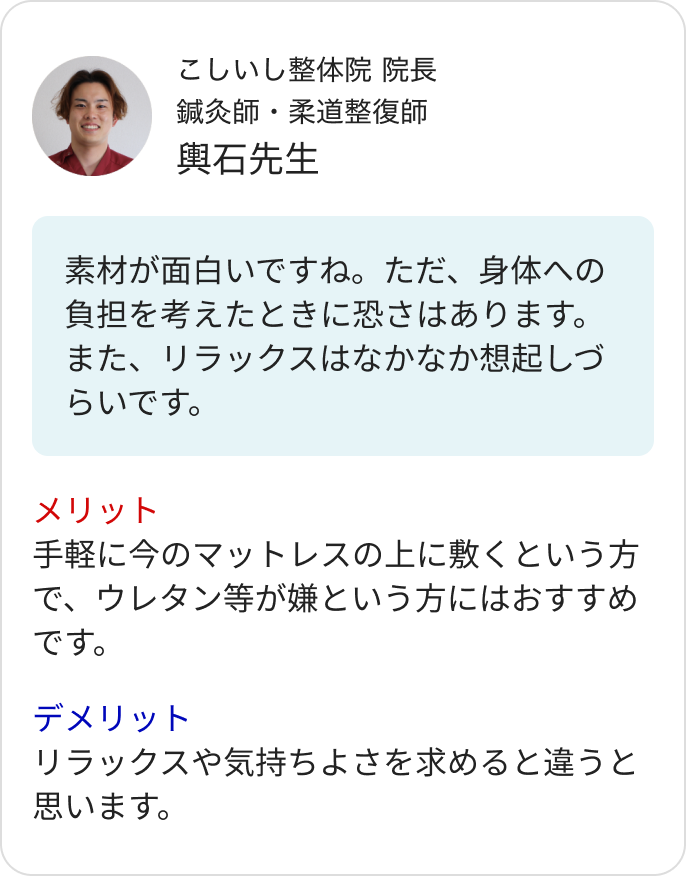 こしいし整体院 院長
鍼灸師・柔道整復師
輿石先生
素材が面白いですね。ただ、身体への
負担を考えたときに恐さはあります。
また、リラックスはなかなか想起しづ
らいです。
メリット
手軽に今のマットレスの上に敷くという方
で、ウレタン等が嫌という方にはおすすめ
です。
デメリット
リラックスや気持ちよさを求めると違うと
思います。